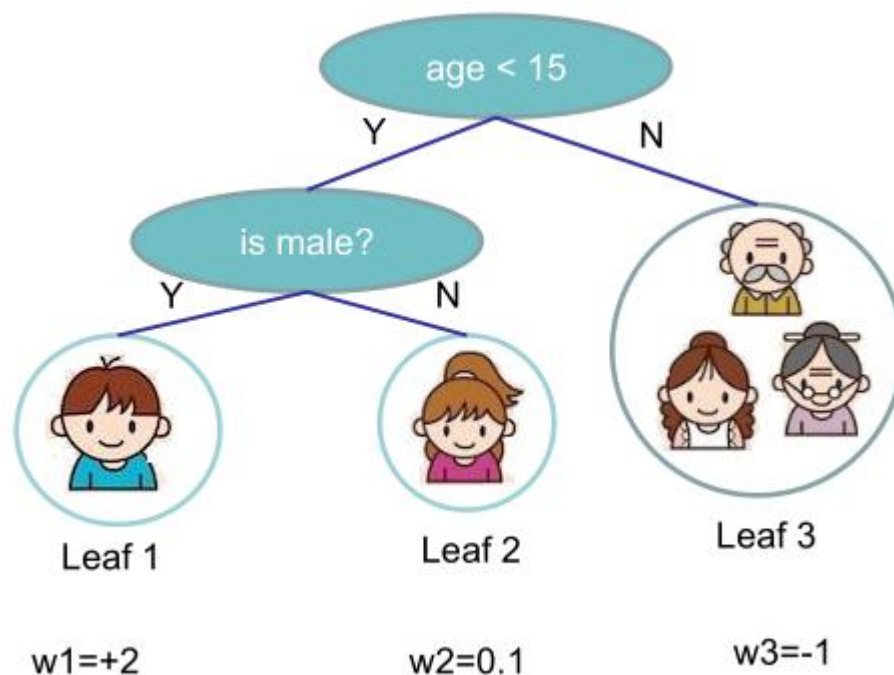 age < 15
Y
N
is male?
Y
N
Leaf 1
Leaf 2
Leaf 3
w1=+2
w2=0.1
w3=-1